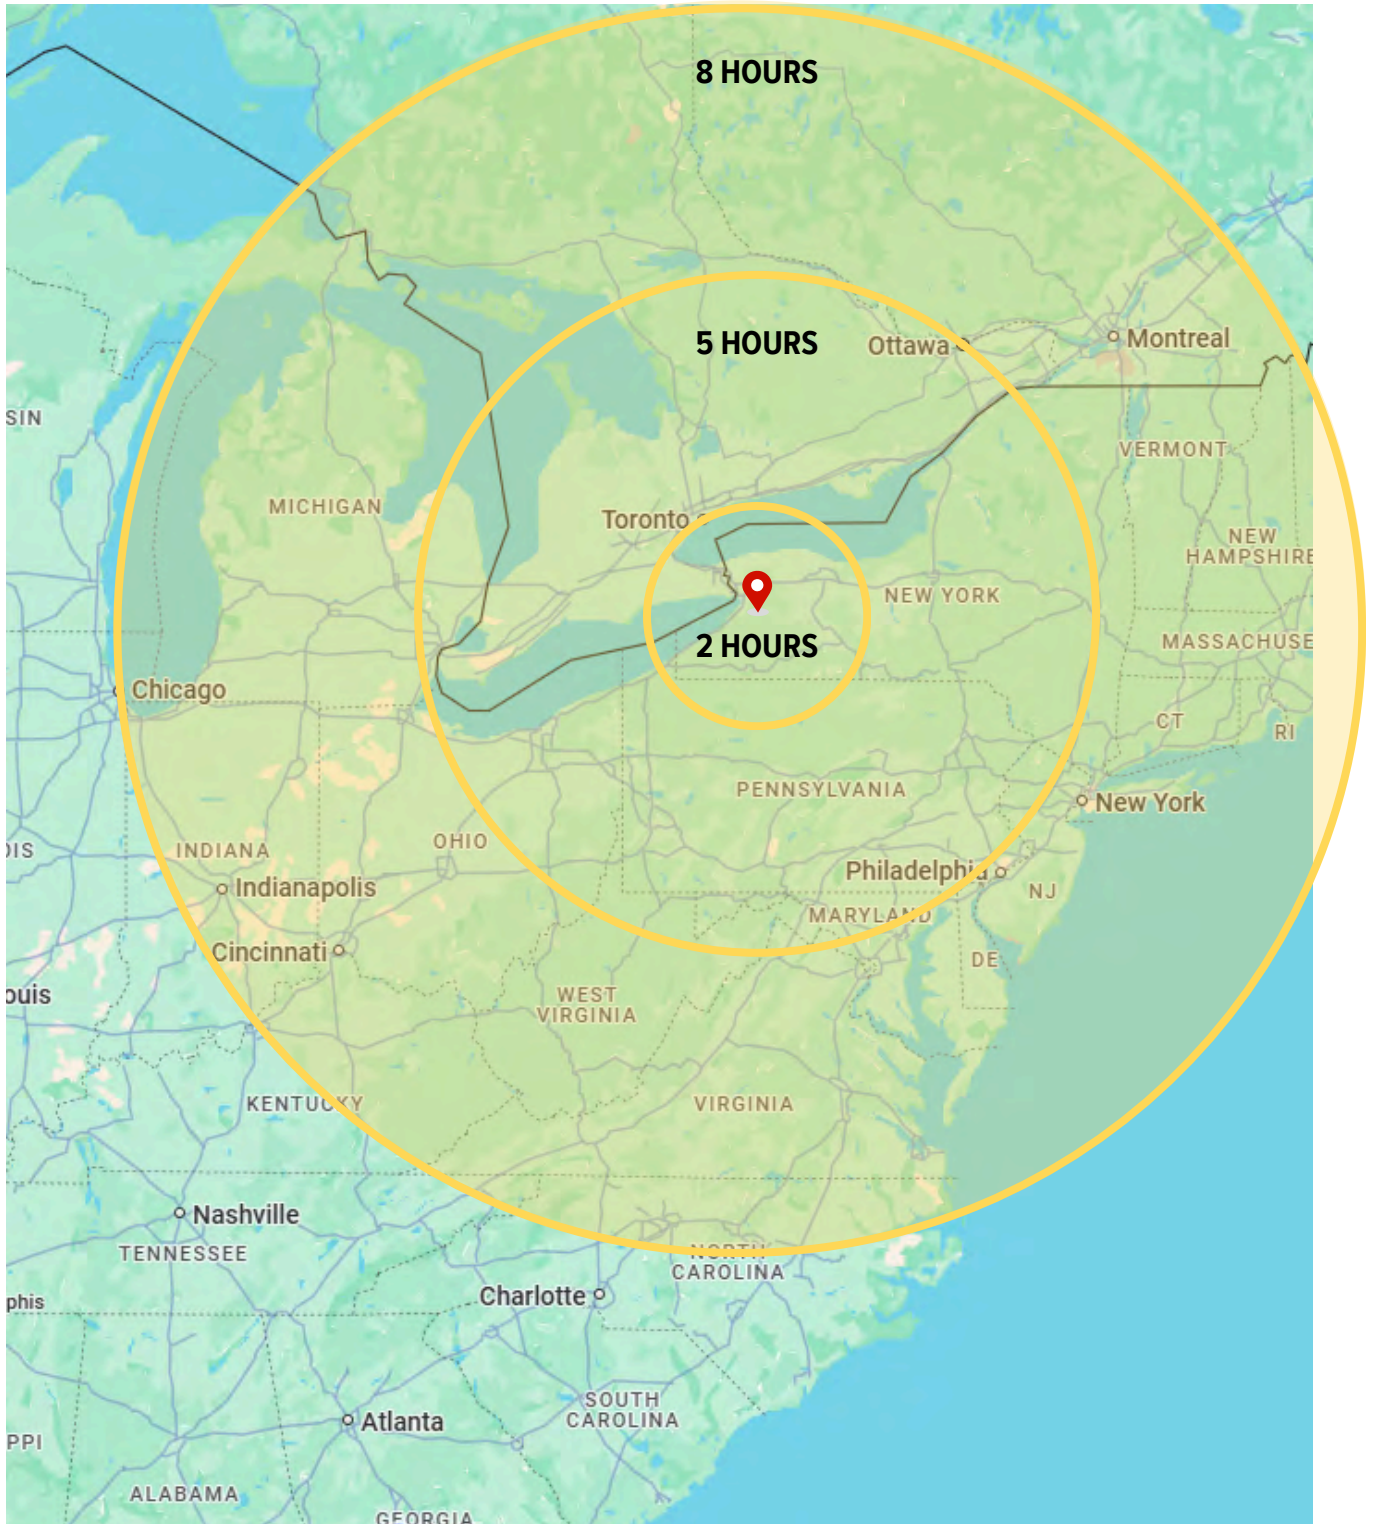 8 HOURS
5 HOURS
Ottawa
Montreal
SIN
VERMONT
MICHIGAN
Toronto
NEW
HAMPSHIRE
NEW YORK
2 HOURS
MASSACHUSE
Chicago
CT
RI
PENNSYLVANIA
New York
OHIO
INDIANA
OIS
Philadelphia
Indianapolis
NJ
MARYLAND
Cincinnati
DE
ouis
WEST
VIRGINIA
KENTUCKY
VIRGINIA
Nashville
TENNESSEE
NORTH
CAROLINA
Charlotte
phis
SOUTH
CAROLINA
Atlanta
PPI
ALABAMA
GEORGIA